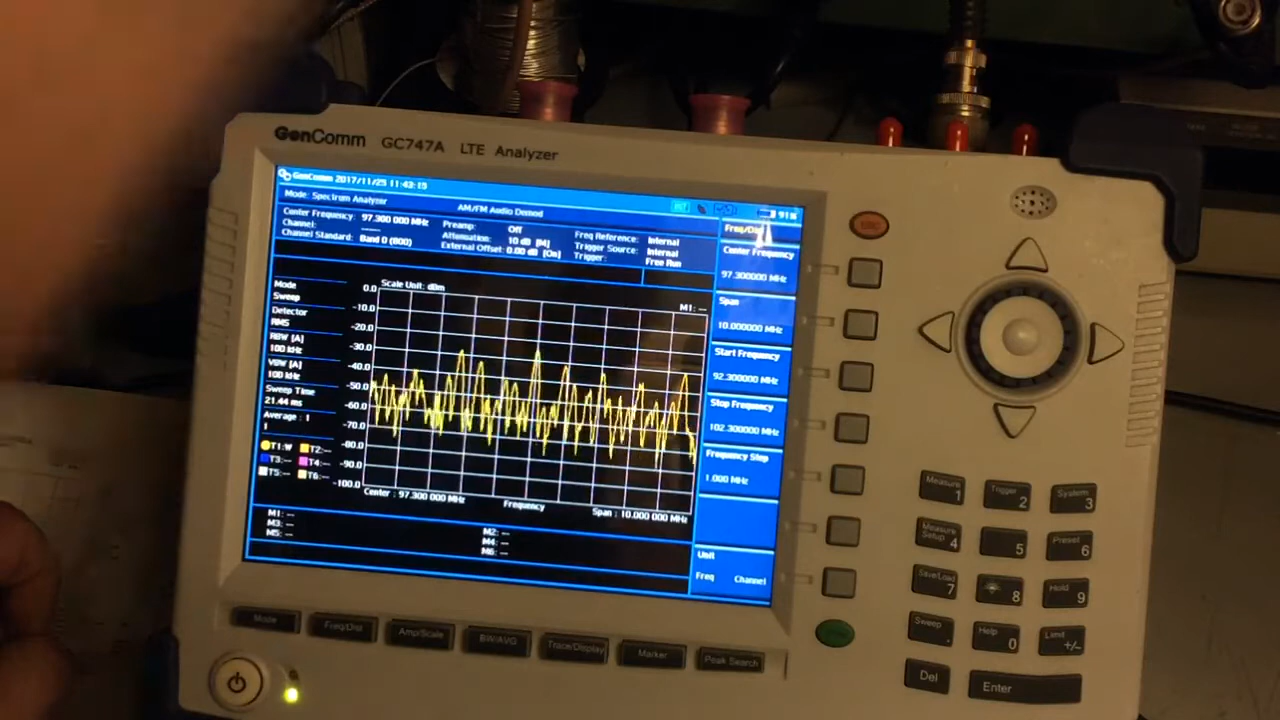 GenComm GC747A LTE Analyzer
GenComm 2017/11/25 11:42:15
91%
Mode: Spectrum Analyzer AM/FM Audio Demod
Center Frequency: 97.300 000 MHz
Channel: ------
Channel Standard: Band 0 (800)
Preamp: Off
Attenuation: 10 dB [M]
External Offset: 0.00 dB [On]
Freq Reference: Internal
Trigger Source: Internal
Trigger: Free Run
Mode
Sweep
Detector
RMS
RBW [A]
100 kHz
VBW [A]
100 kHz
Sweep Time
21.44 ms
Average : 1
1
T1:W T2:--
T3:-- T4:--
T5:-- T6:--
Scale Unit: dBm
M1: --
0.0
-10.0
-20.0
-30.0
-40.0
-50.0
-60.0
-70.0
-80.0
-90.0
-100.0
Center : 97.300 000 MHz Frequency Span : 10.000 000 MHz
M1: -- M2: --
M3: -- M4: --
M5: -- M6: --
Center Frequency
97.300000 MHz
Span
10.000000 MHz
Start Frequency
92.300000 MHz
Stop Frequency
102.300000 MHz
Frequency Step
1.000 MHz
Unit
Freq Channel
Measure 1
Trigger 2
System 3
Measure Setup 4
5
Preset 6
Save/Load 7
8
Hold 9
Sweep .
Help 0
Limit +/-
Del
Enter
Mode
Freq/Dist
Amp/Scale
BW/AVG
Trace/Display
Marker
Peak Search